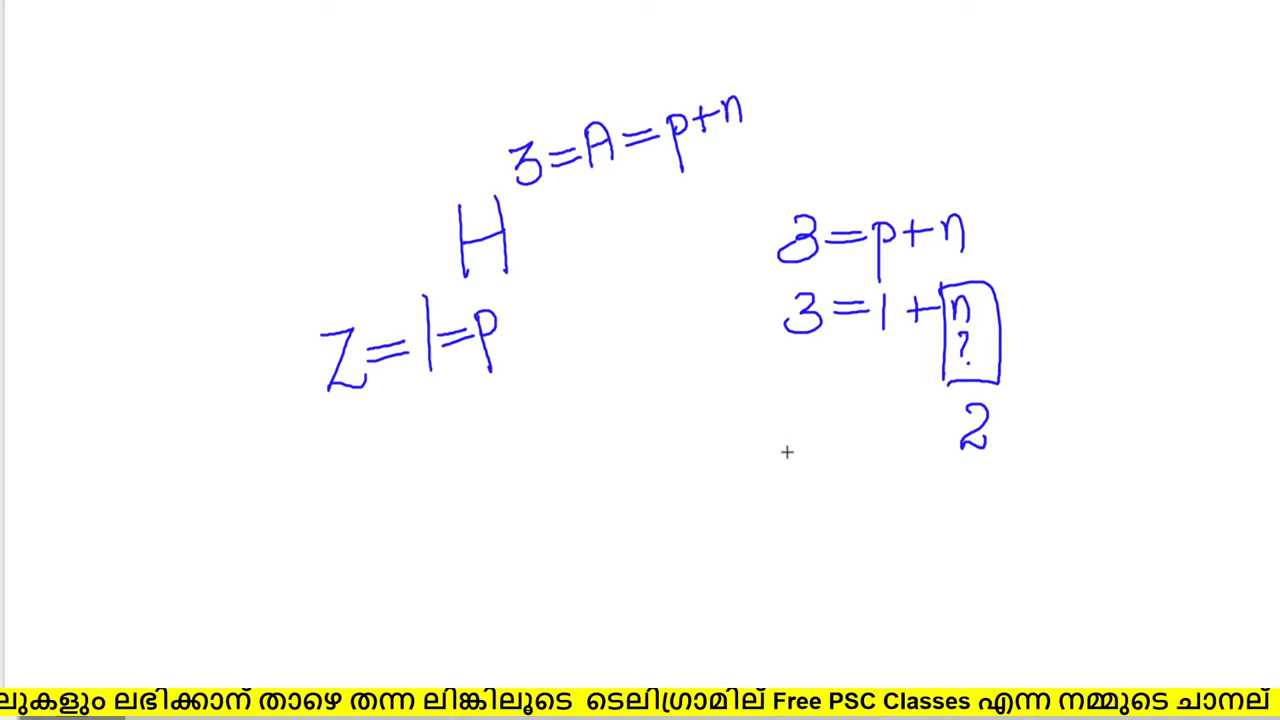 3=A=p+n
H
Z=1=p
3=p+n
3=1+n
?
2
ലുകളും ലഭിക്കാന് താഴെ തന്ന ലിങ്കിലൂടെ ടെലിഗ്രാമില് Free PSC Classes എന്ന നമ്മുടെ ചാനല്